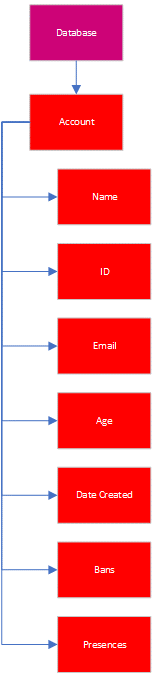 Database
Account
Name
ID
Email
Age
Date Created
Bans
Presences